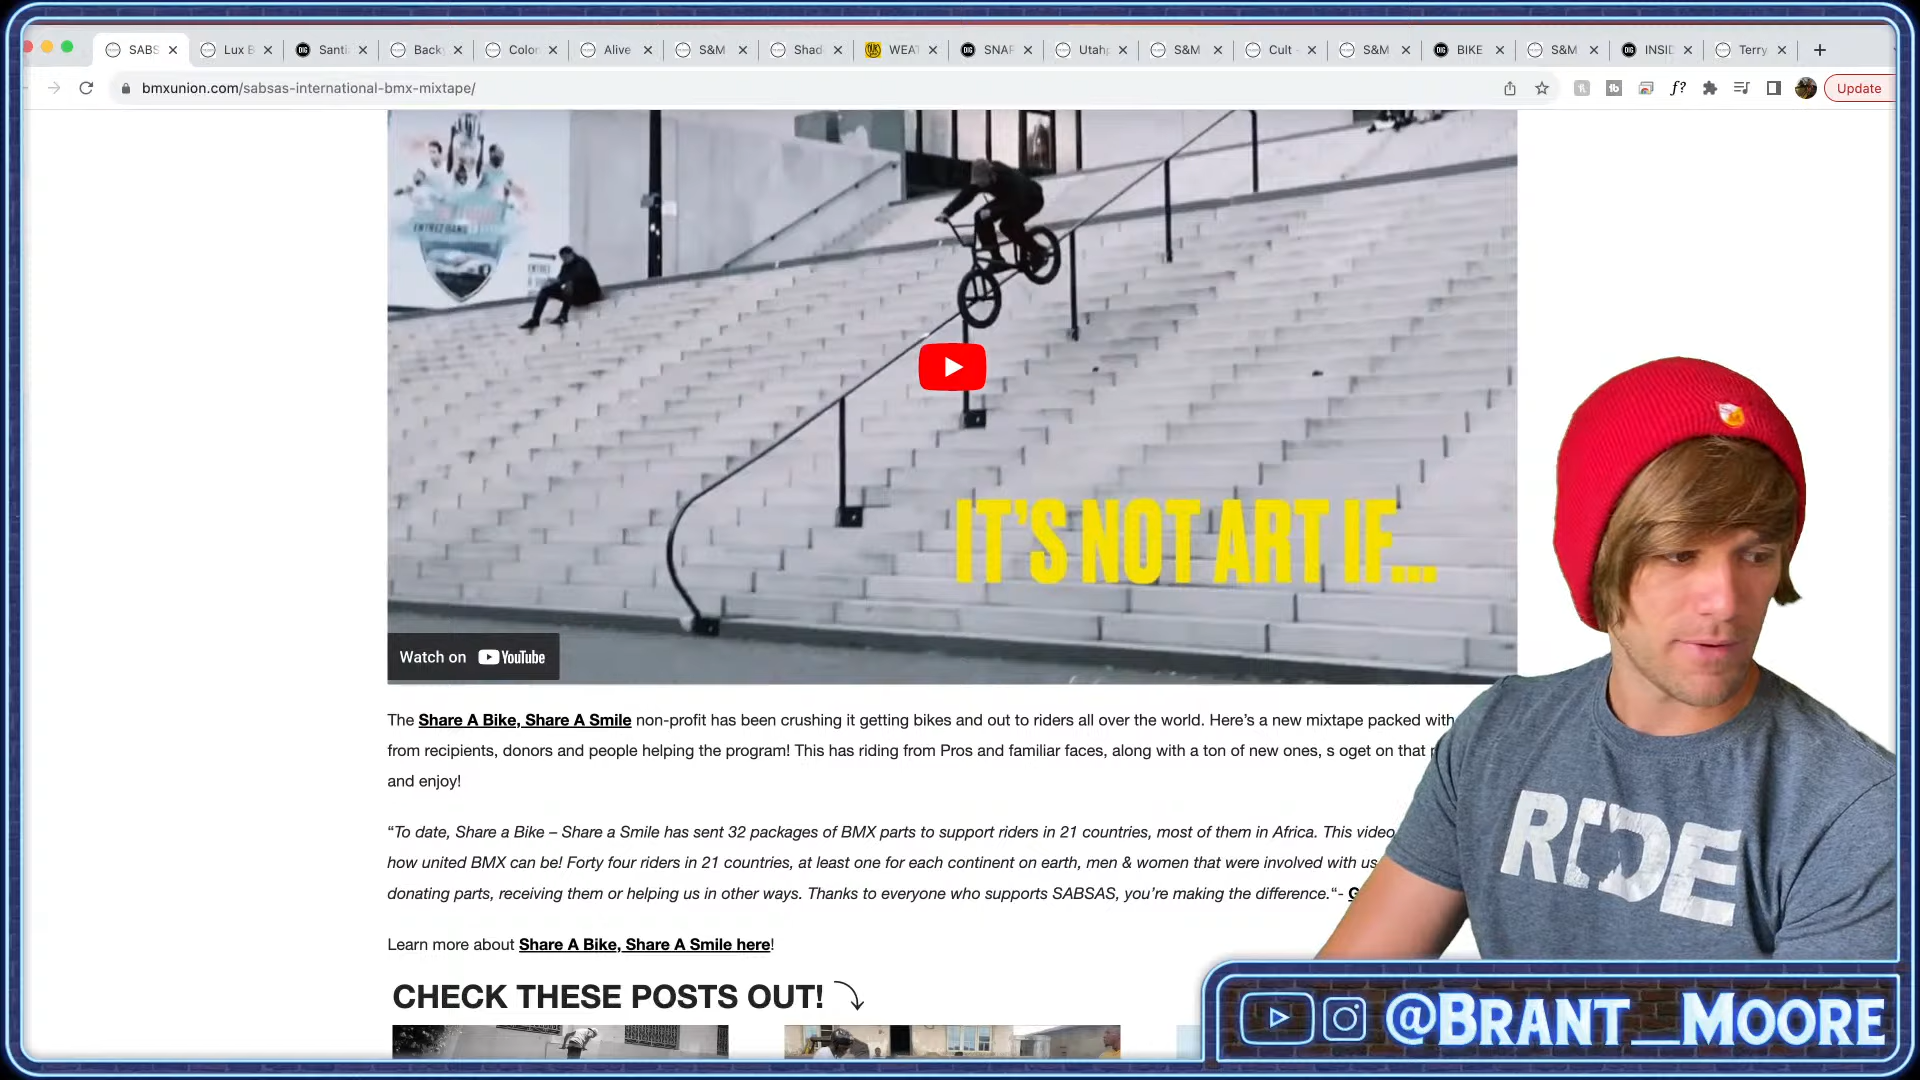 SABS
Lux B
Santi
Back
Color
Alive
S&M
Shad
WEA
SNAP
Utah
S&M
Cult
S&M
BIKE
S&M
INSI
Terry
bmxunion.com/sabsas-international-bmx-mixtape/
Update
IT'S NOT ART IF...
Watch on YouTube
The Share A Bike, Share A Smile non-profit has been crushing it getting bikes and out to riders all over the world. Here's a new mixtape packed with
from recipients, donors and people helping the program! This has riding from Pros and familiar faces, along with a ton of new ones, s oget on that
and enjoy!
"To date, Share a Bike – Share a Smile has sent 32 packages of BMX parts to support riders in 21 countries, most of them in Africa. This video
how united BMX can be! Forty four riders in 21 countries, at least one for each continent on earth, men & women that were involved with us
donating parts, receiving them or helping us in other ways. Thanks to everyone who supports SABSAS, you're making the difference."-
Learn more about Share A Bike, Share A Smile here!
CHECK THESE POSTS OUT!
RIDE
@BRANT_MOORE